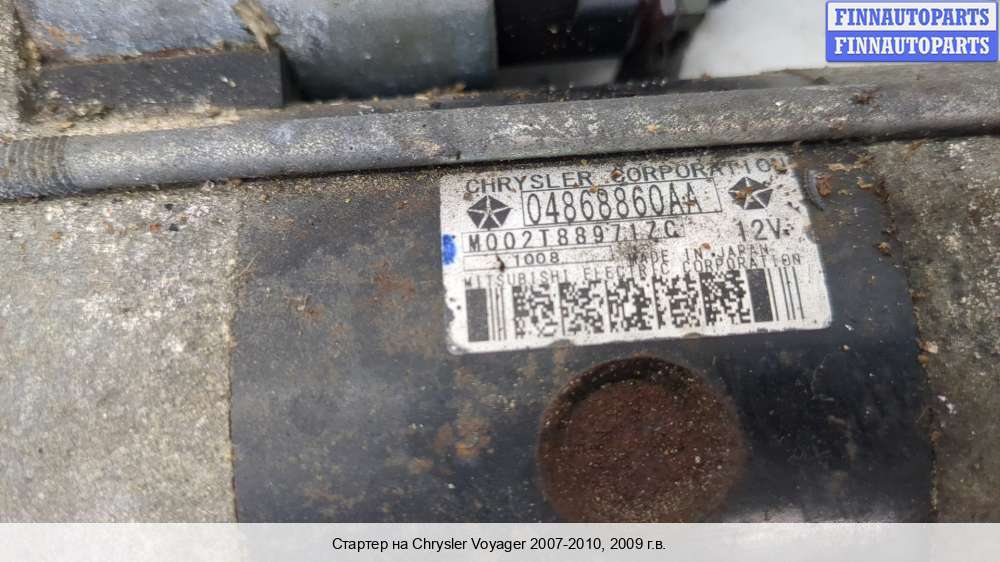 FINNAUTOPARTS
FINNAUTOPARTS
CHRYSLER CORPORATION
04868860AA
M002T88971ZC 12V
1008 MADE IN JAPAN
MITSUBISHI ELECTRIC CORPORATION
Стартер на Chrysler Voyager 2007-2010, 2009 г.в.